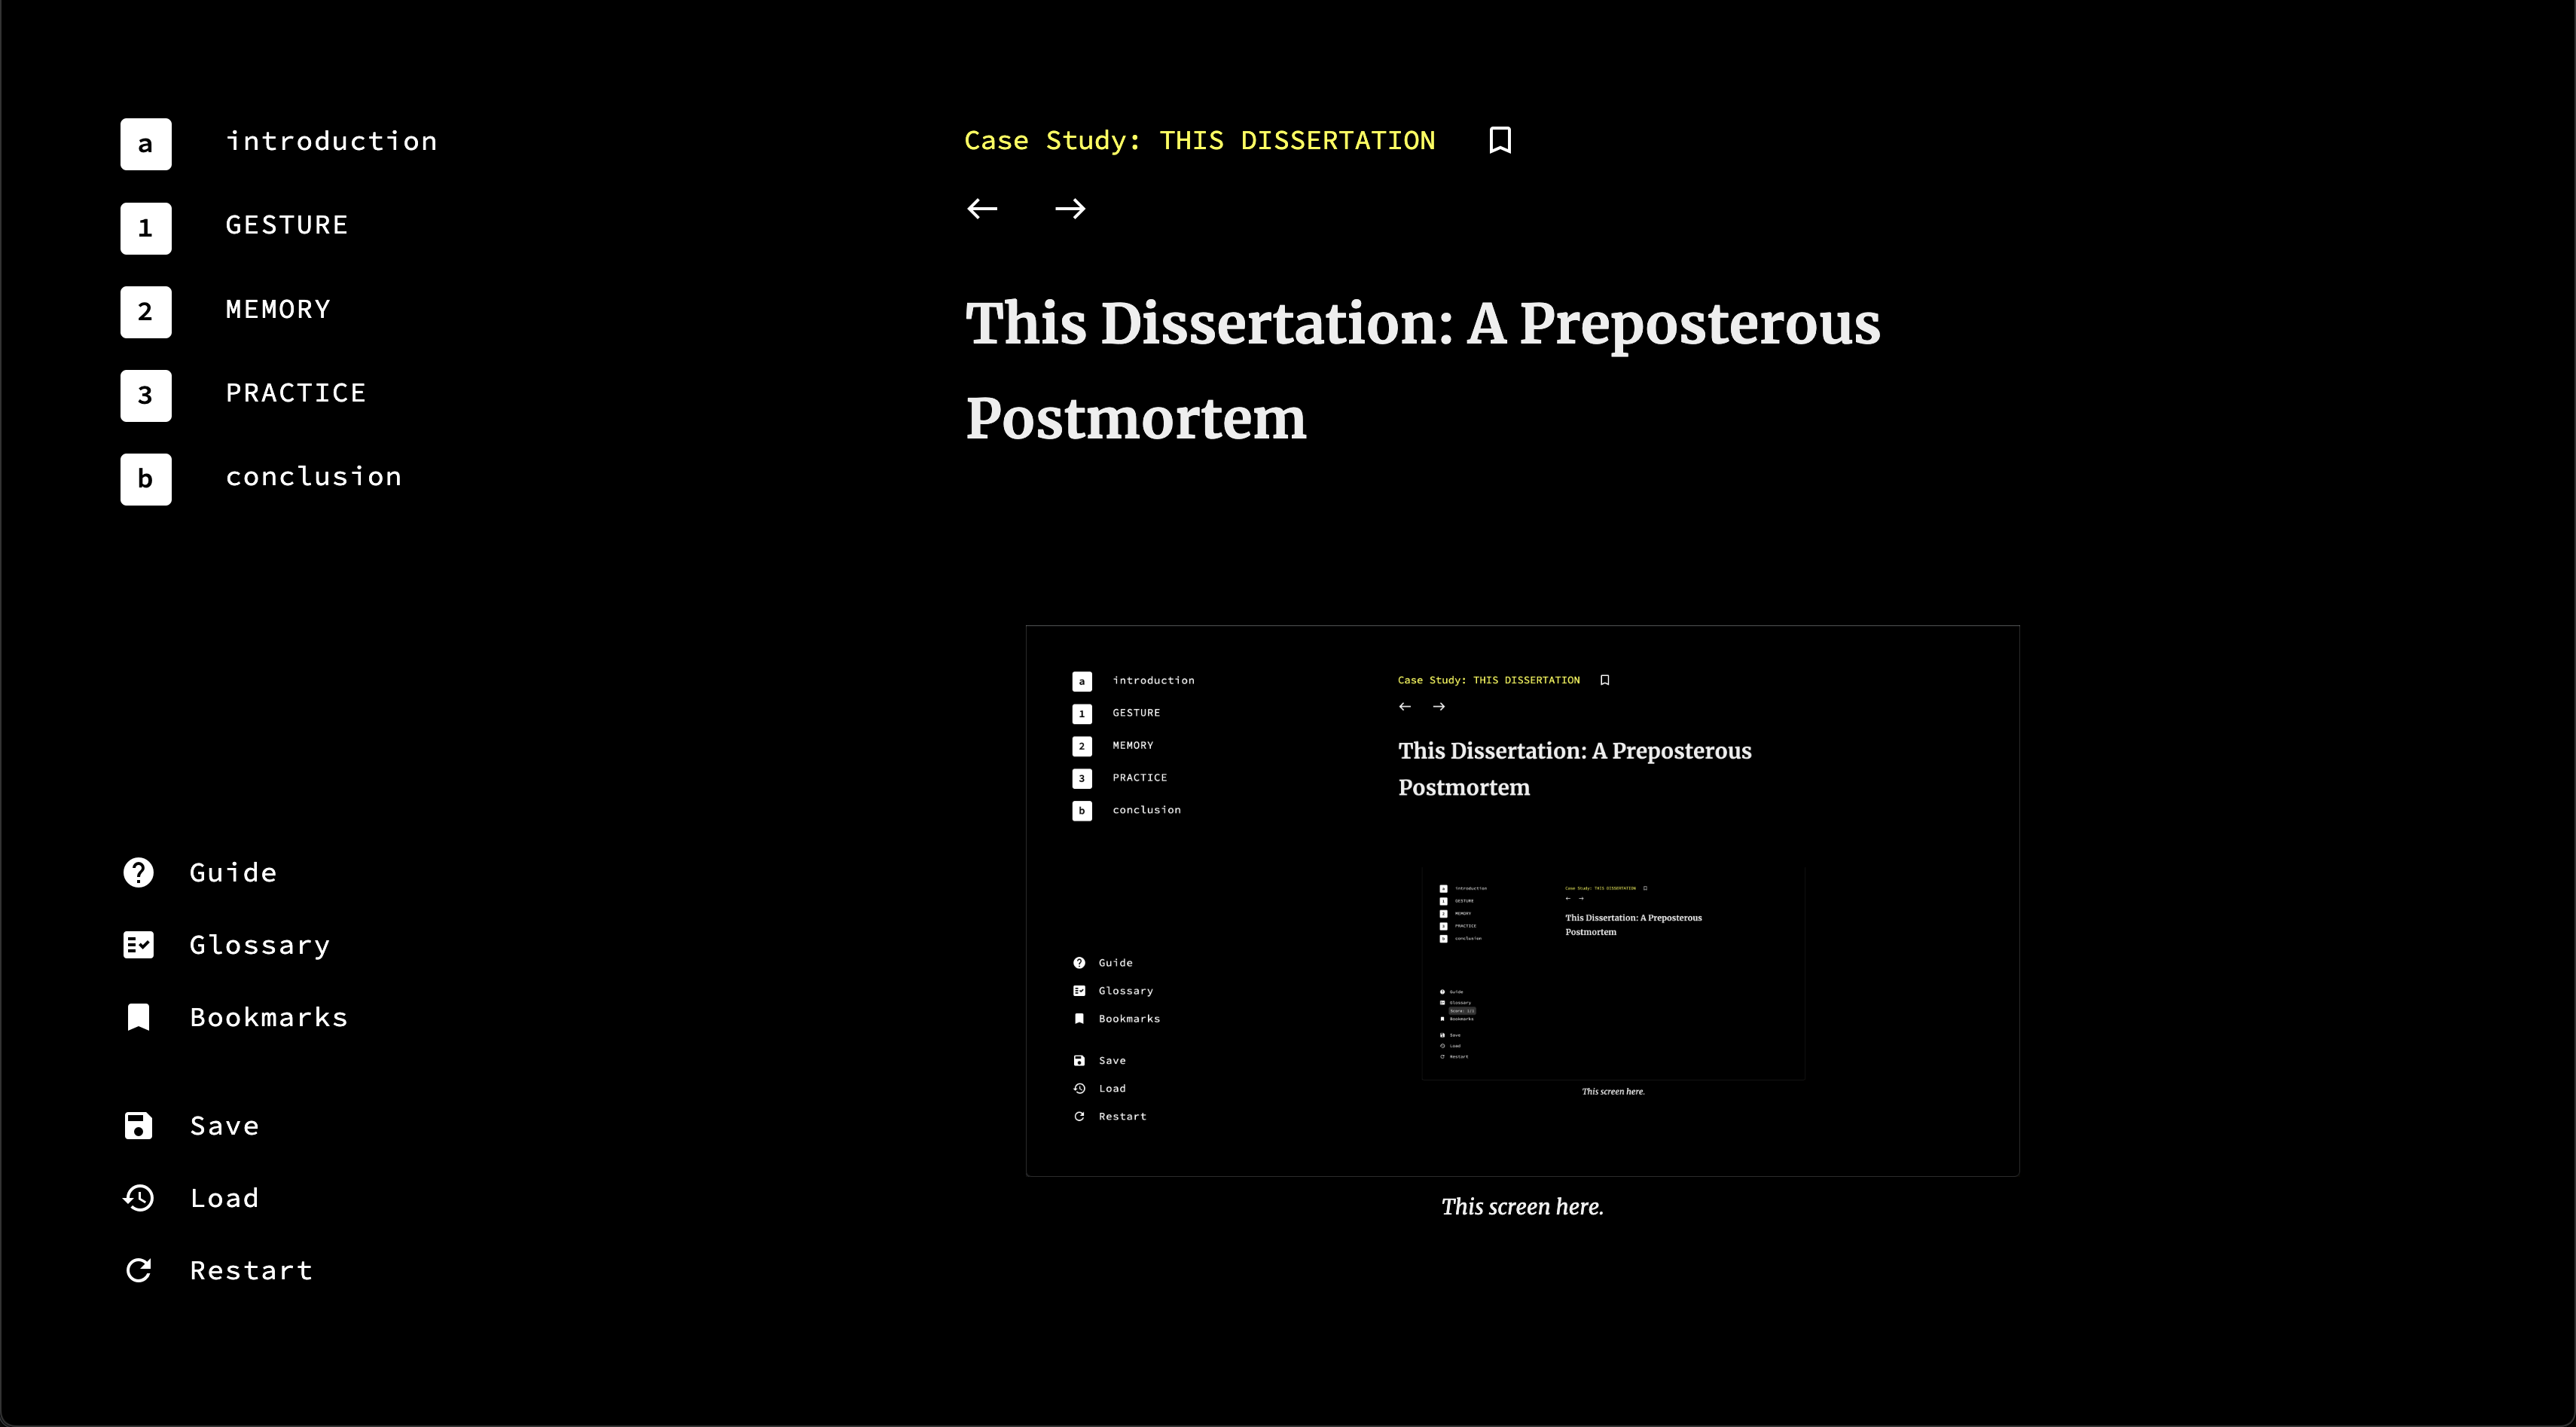 a introduction
1 GESTURE
2 MEMORY
3 PRACTICE
b conclusion
Guide
Glossary
Bookmarks
Save
Load
Restart
Case Study: THIS DISSERTATION
This Dissertation: A Preposterous
Postmortem
a introduction
1 GESTURE
2 MEMORY
3 PRACTICE
b conclusion
Guide
Glossary
Bookmarks
Save
Load
Restart
Case Study: THIS DISSERTATION
This Dissertation: A Preposterous
Postmortem
introduction
GESTURE
MEMORY
PRACTICE
conclusion
Guide
Glossary
Bookmarks
Save
Load
Restart
Case Study: THIS DISSERTATION
This Dissertation: A Preposterous
Postmortem
This screen here.
This screen here.